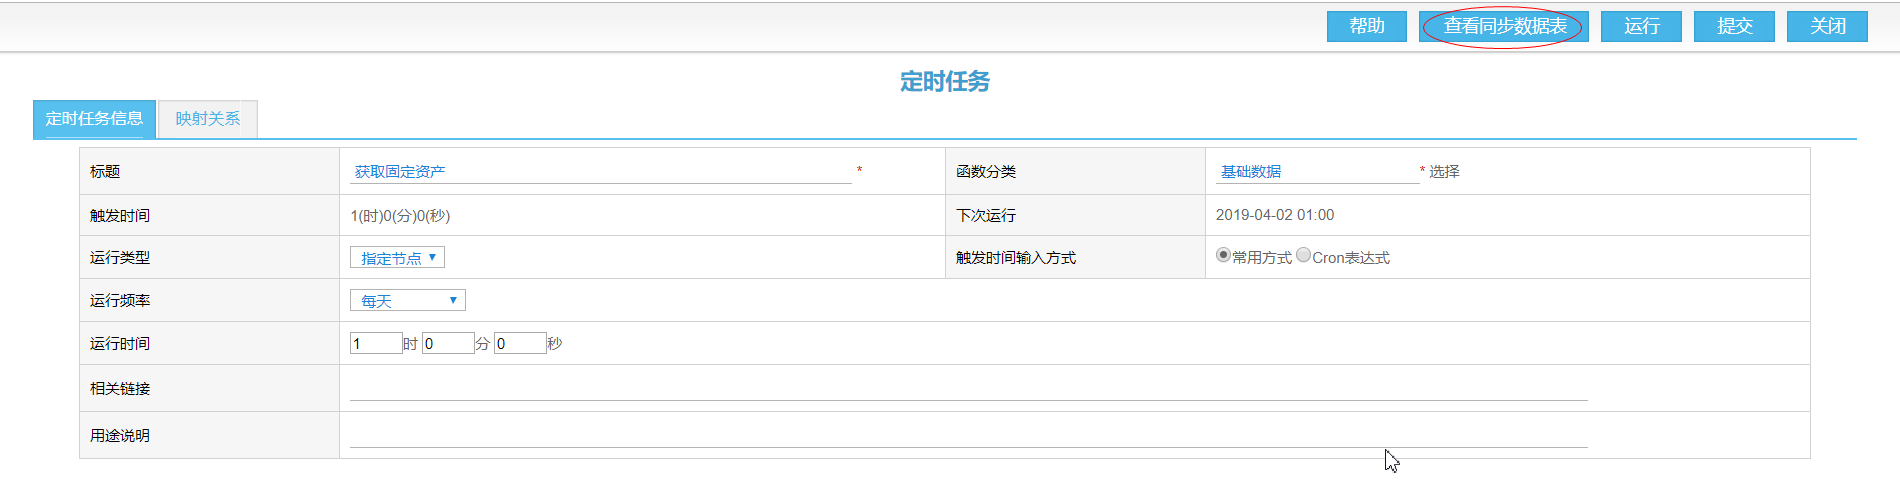 帮助 查看同步数据表 运行 提交 关闭
定时任务
定时任务信息 映射关系
标题 获取固定资产 * 函数分类 基础数据 * 选择
触发时间 1(时)0(分)0(秒) 下次运行 2019-04-02 01:00
运行类型 指定节点 触发时间输入方式 常用方式 Cron表达式
运行频率 每天
运行时间 1 时 0 分 0 秒
相关链接
用途说明